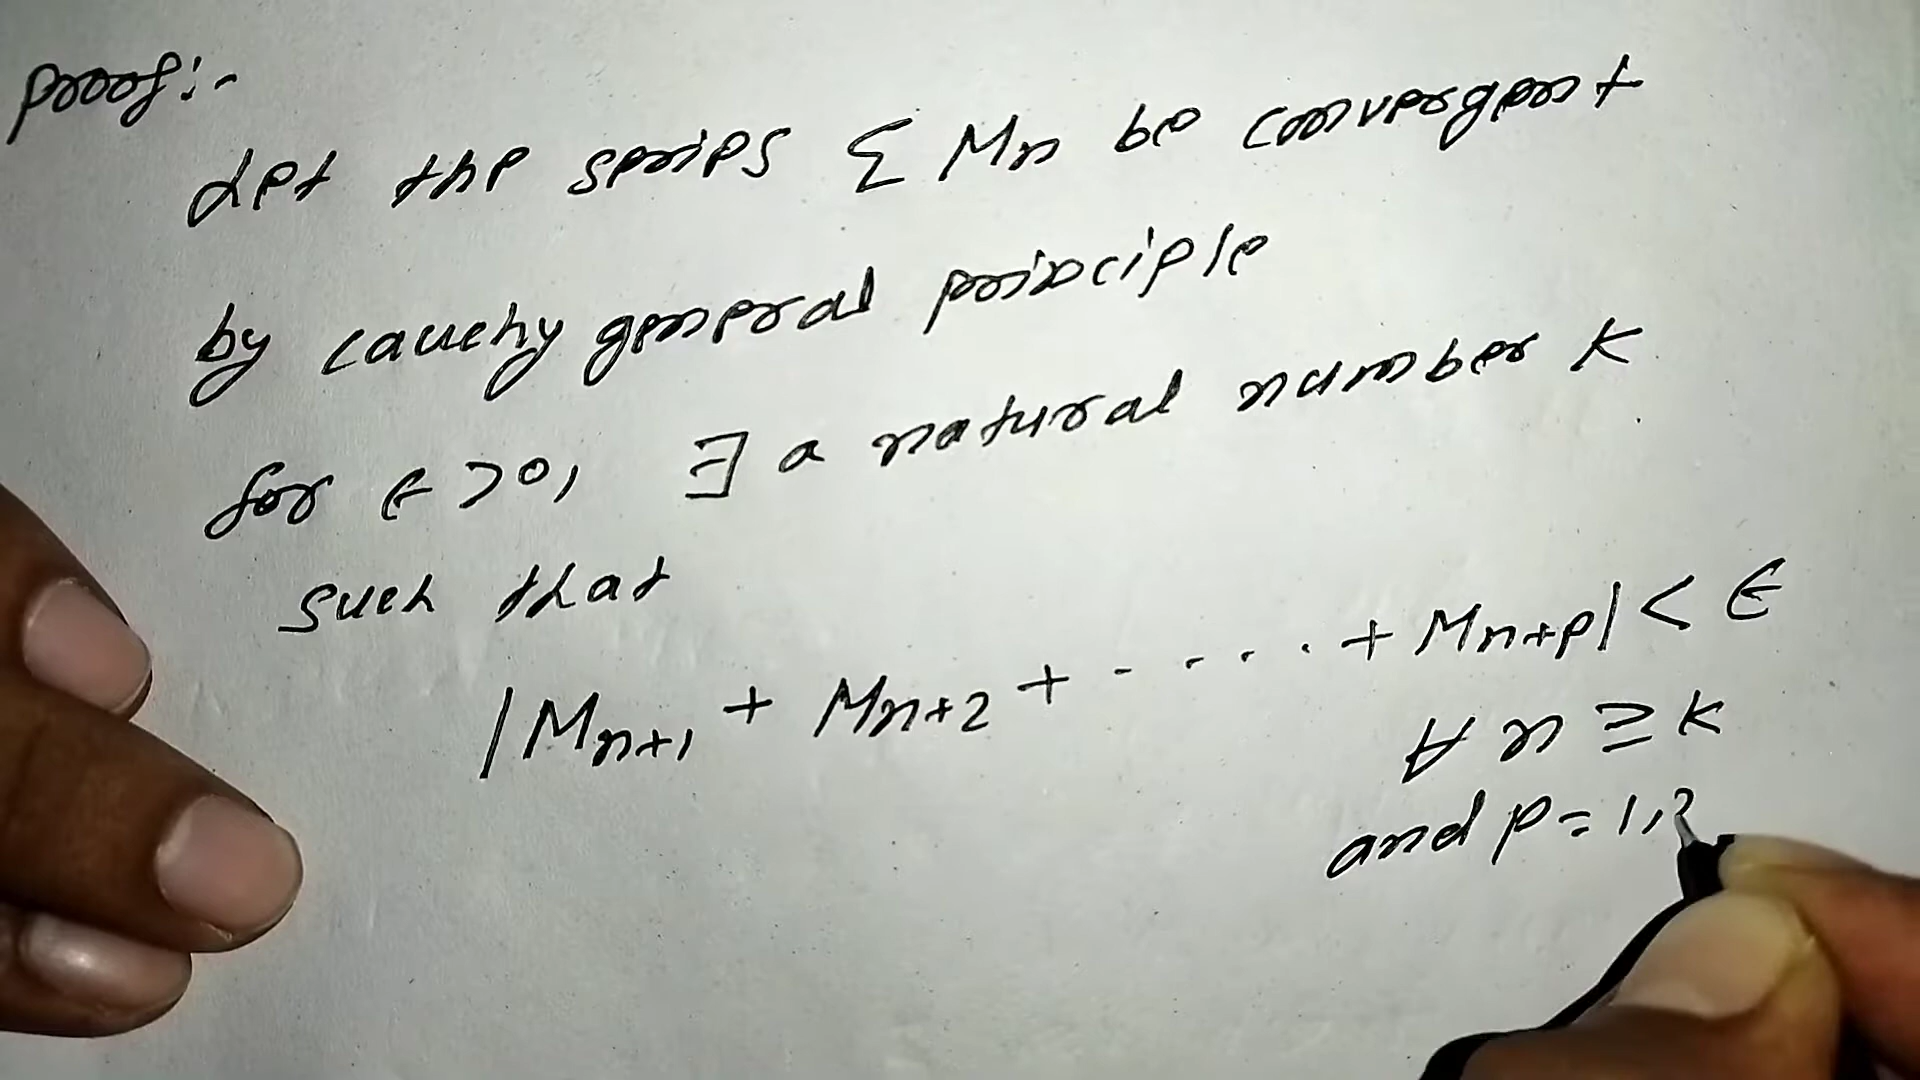 Proof:-
Let the series Σ Mn be convergent
by cauchy general principle
for ϵ >0, ∃ a natural number K
such that
|Mn+1 + Mn+2 + - - - . . + Mn+p| < ϵ
∀ n ≥ K
and p = 1,2